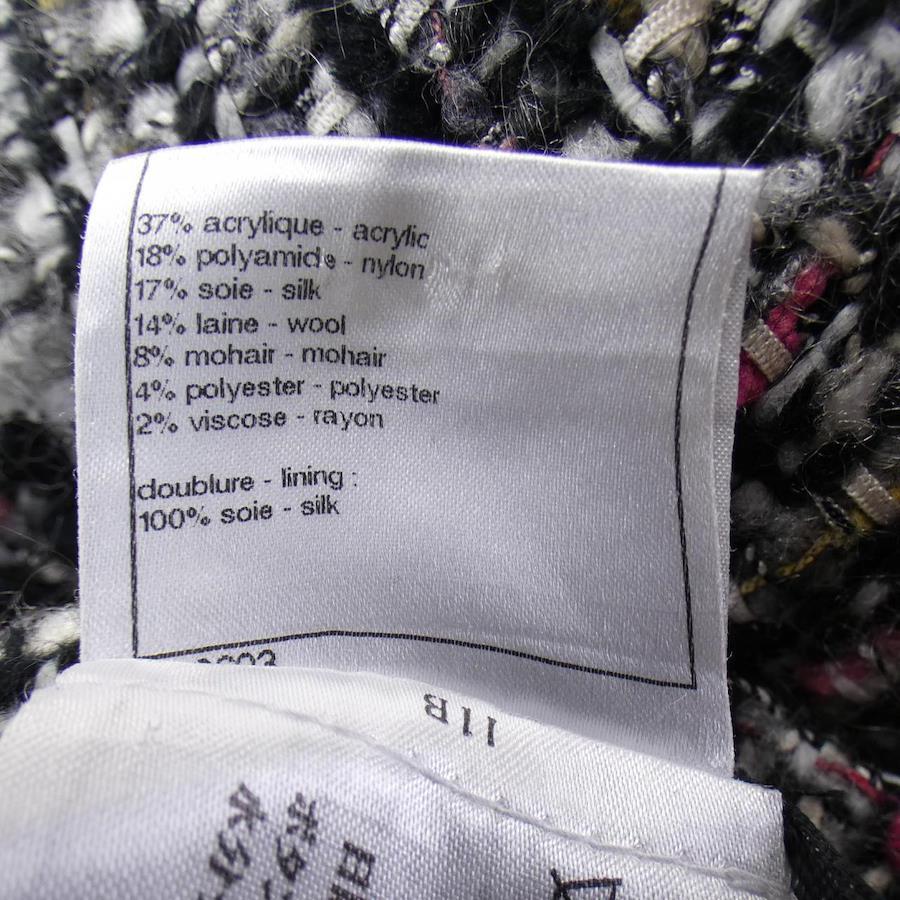 37% acrylique - acrylic
18% polyamide - nylon
17% soie - silk
14% laine - wool
8% mohair - mohair
4% polyester - polyester
2% viscose - rayon
doublure - lining :
100% soie - silk
11B